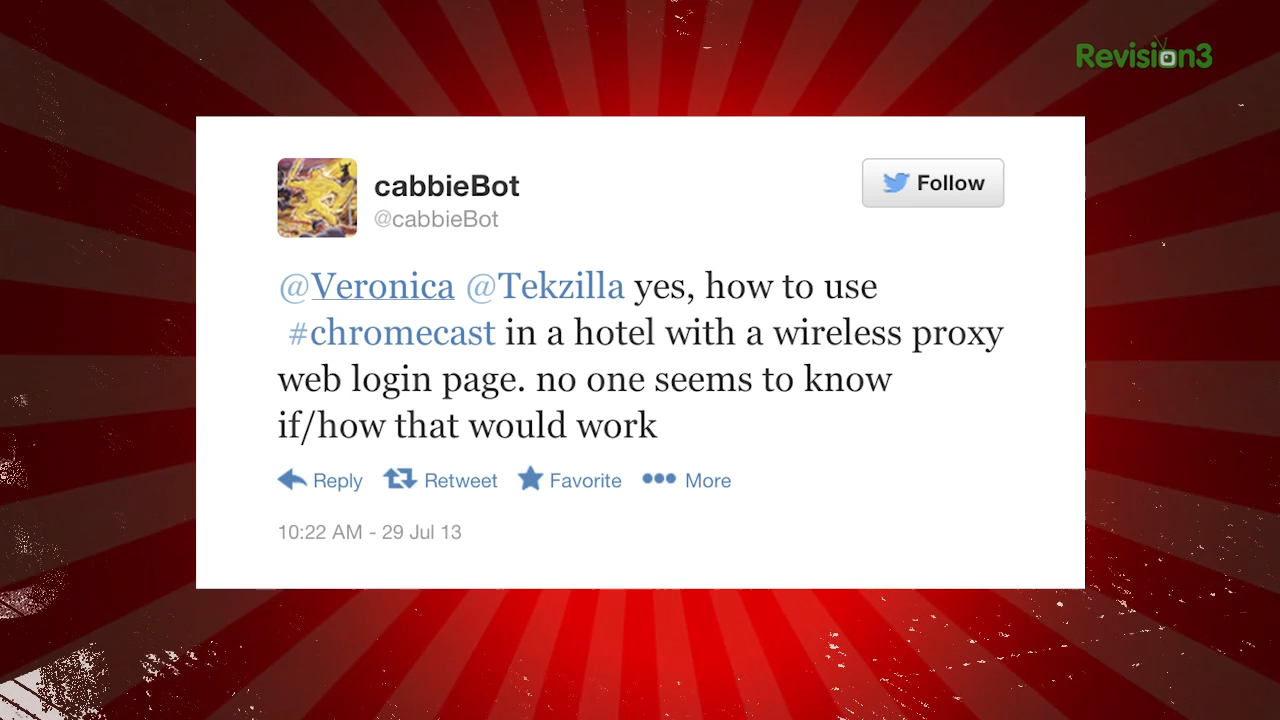 Revision3
cabbieBot
@cabbieBot
Follow
@Veronica @Tekzilla yes, how to use
#chromecast in a hotel with a wireless proxy
web login page. no one seems to know
if/how that would work
Reply Retweet Favorite More
10:22 AM - 29 Jul 13